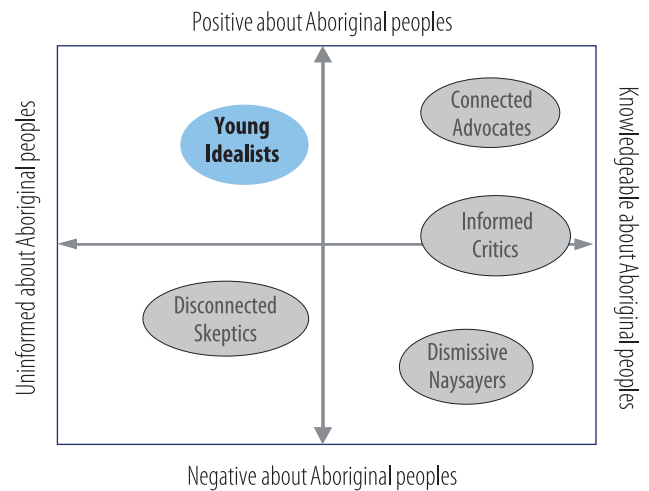 Positive about Aboriginal peoples
Connected
Advocates
Young
Idealists
Uninformed about Aboriginal peoples
Knowledgeable about Aboriginal peoples
Informed
Critics
Disconnected
Skeptics
Dismissive
Naysayers
Negative about Aboriginal peoples